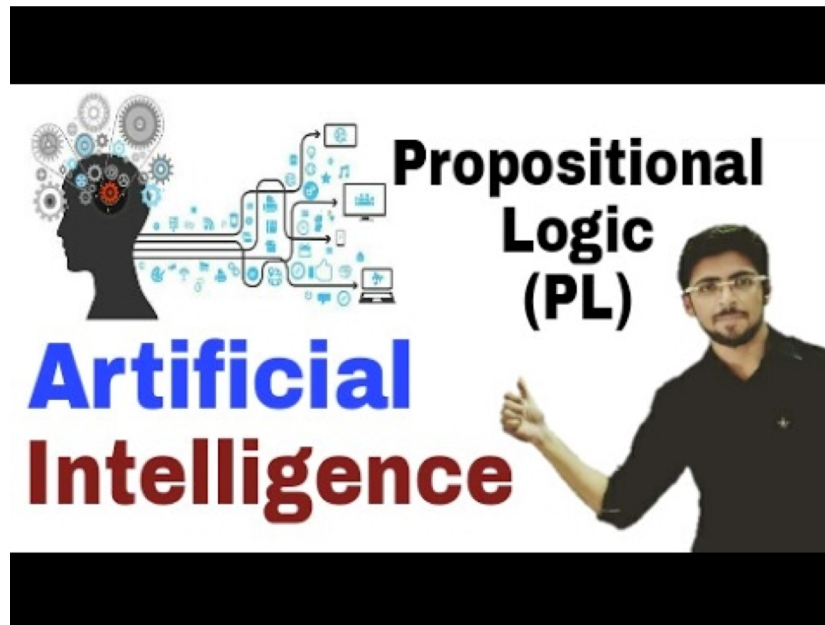 Propositional
Logic
(PL)
Artificial
Intelligence